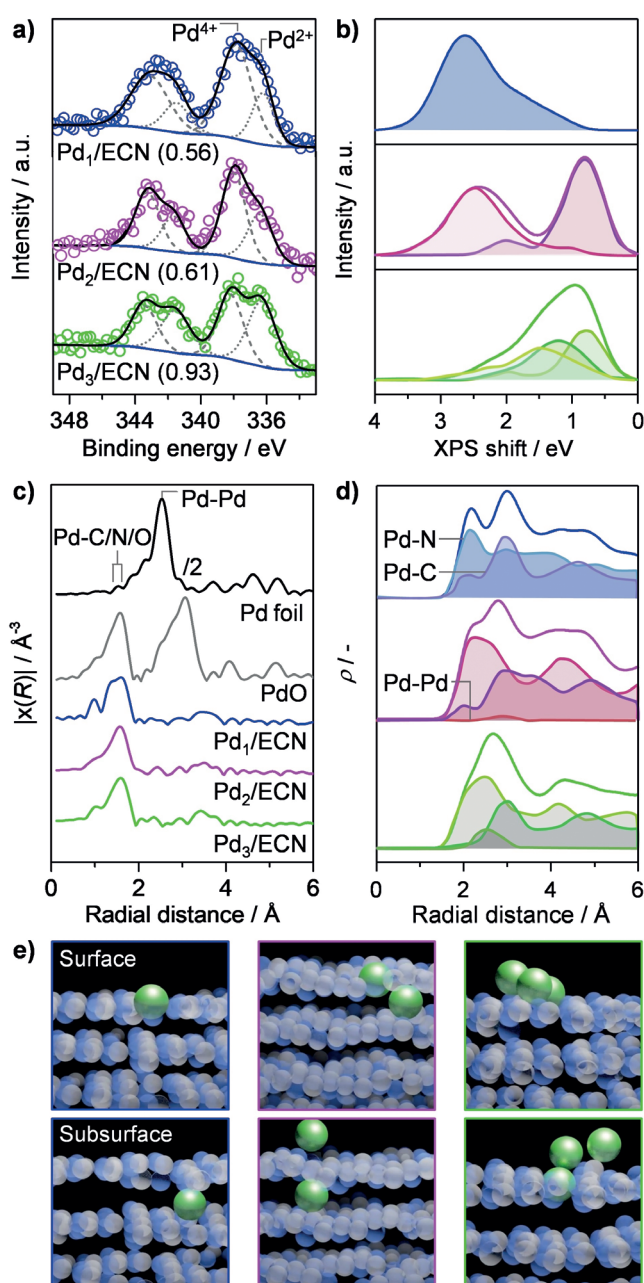 a)
Pd4+
Pd2+
Pd1/ECN (0.56)
Pd2/ECN (0.61)
Pd3/ECN (0.93)
Intensity / a.u.
348 344 340 336
Binding energy / eV
b)
Intensity / a.u.
4 3 2 1 0
XPS shift / eV
c)
Pd-Pd
Pd-C/N/O
/2
Pd foil
PdO
Pd1/ECN
Pd2/ECN
Pd3/ECN
|x(R)| / Å-3
0 2 4 6
Radial distance / Å
d)
Pd-N
Pd-C
Pd-Pd
ρ / -
0 2 4 6
Radial distance / Å
e)
Surface
Subsurface